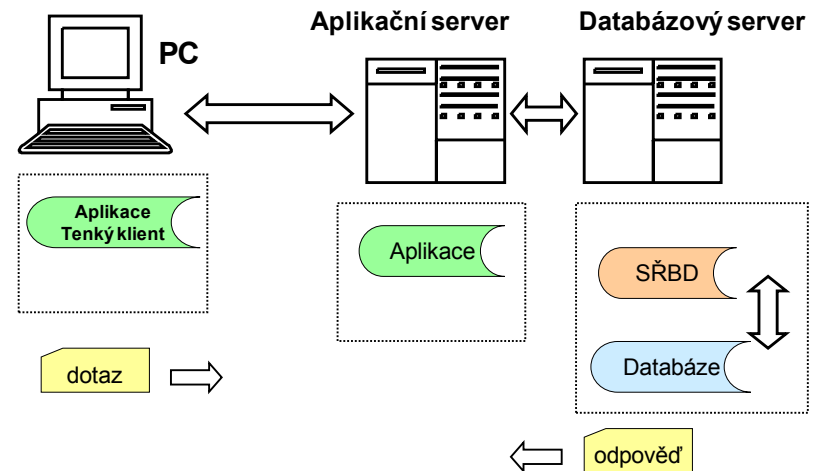 Aplikační server
Databázový server
PC
Aplikace
Tenký klient
Aplikace
SŘBD
Databáze
dotaz
odpověď